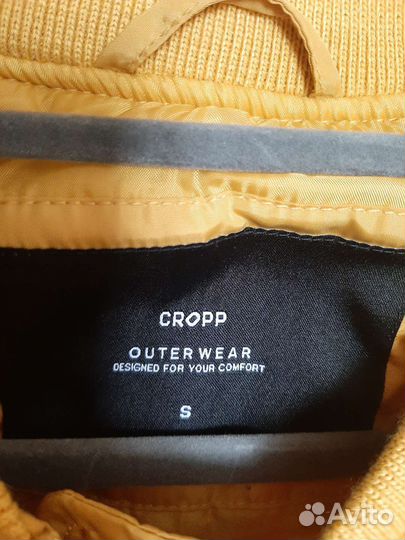 CROPP
OUTERWEAR
DESIGNED FOR YOUR COMFORT
S
Avito